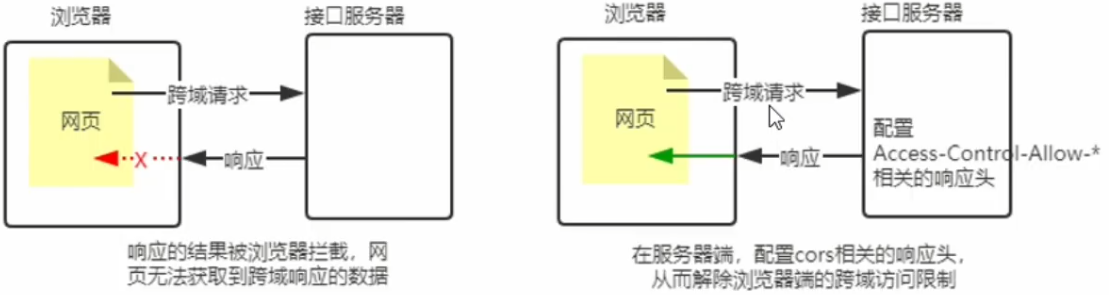 浏览器
接口服务器
网页
跨域请求
X
响应
响应的结果被浏览器拦截，网
页无法获取到跨域响应的数据
浏览器
接口服务器
网页
跨域请求
响应
配置
Access-Control-Allow-*
相关的响应头
在服务器端，配置cors相关的响应头，
从而解除浏览器端的跨域访问限制